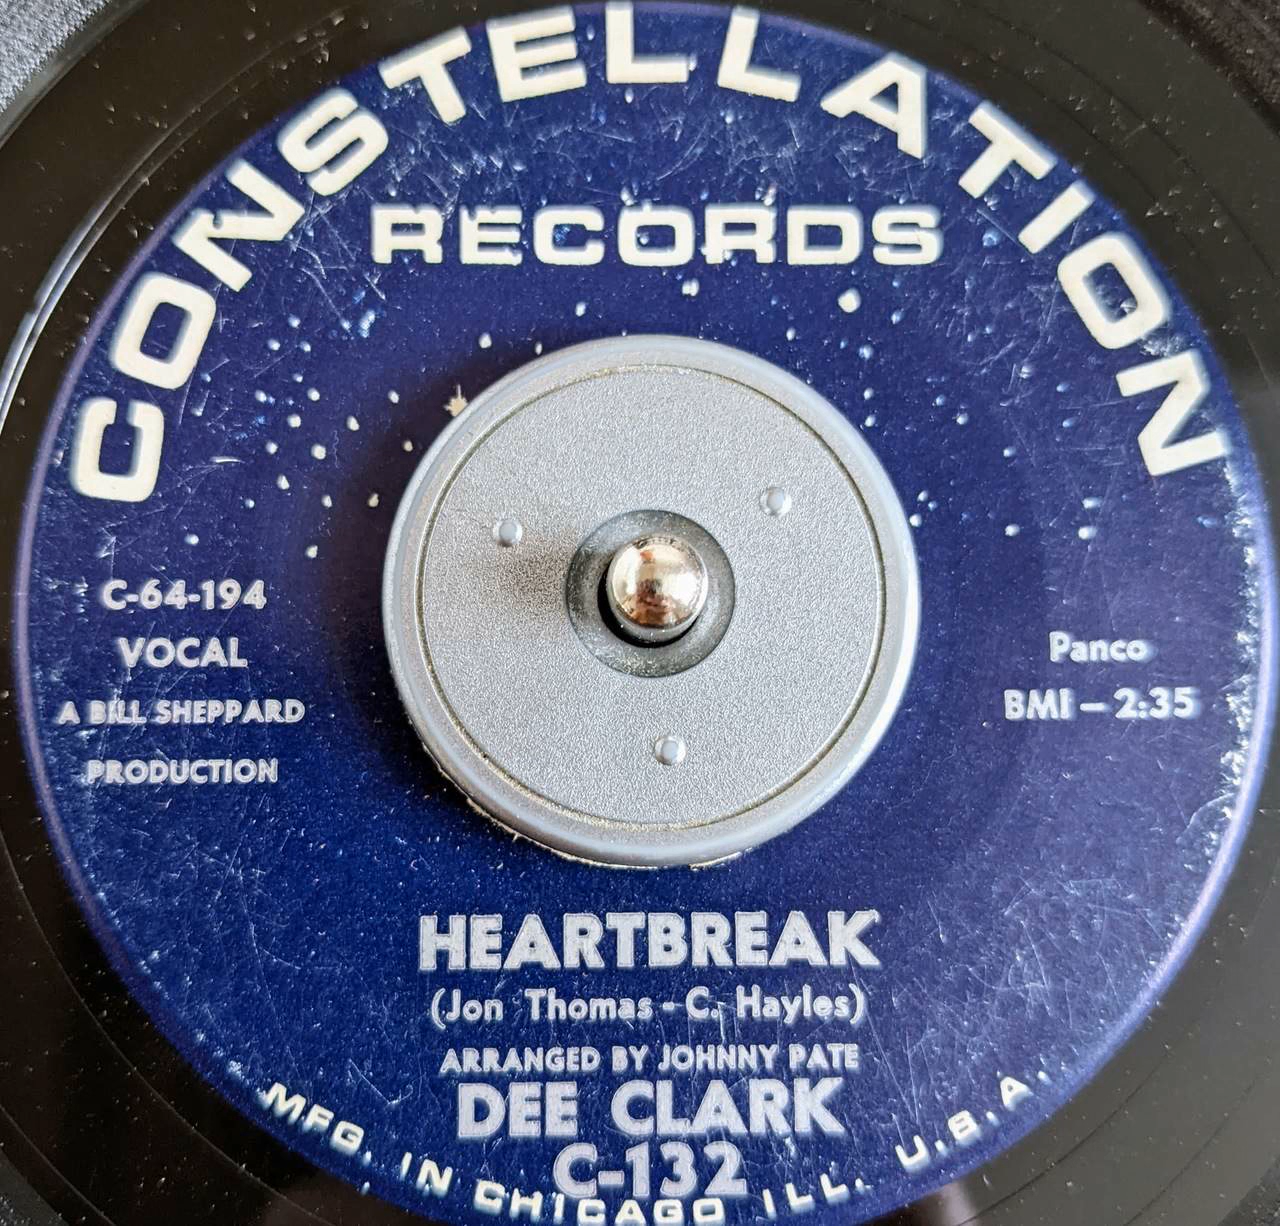 CONSTELLATION
RECORDS
C-64-194
VOCAL
A BILL SHEPPARD
PRODUCTION
Panco
BMI – 2:35
HEARTBREAK
(Jon Thomas - C. Hayles)
ARRANGED BY JOHNNY PATE
DEE CLARK
C-132
MFG. IN CHICAGO ILL. U.S.A.